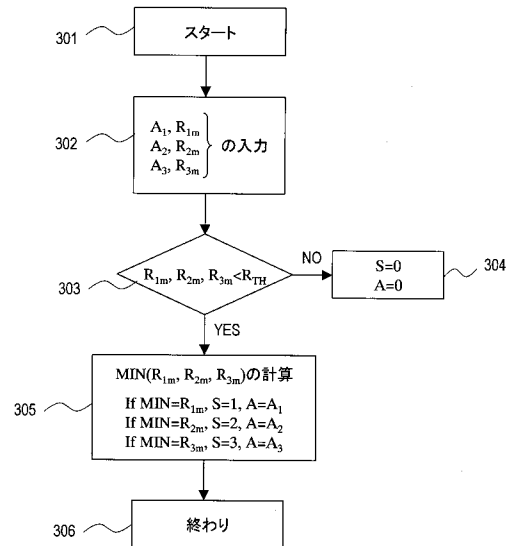 301
スタート
302
A₁, R₁ₘ
A₂, R₂ₘ
A₃, R₃ₘ
の入力
303
R₁ₘ, R₂ₘ, R₃ₘ<R_TH
NO
S=0
A=0
304
YES
305
MIN(R₁ₘ, R₂ₘ, R₃ₘ)の計算
If MIN=R₁ₘ, S=1, A=A₁
If MIN=R₂ₘ, S=2, A=A₂
If MIN=R₃ₘ, S=3, A=A₃
306
終わり